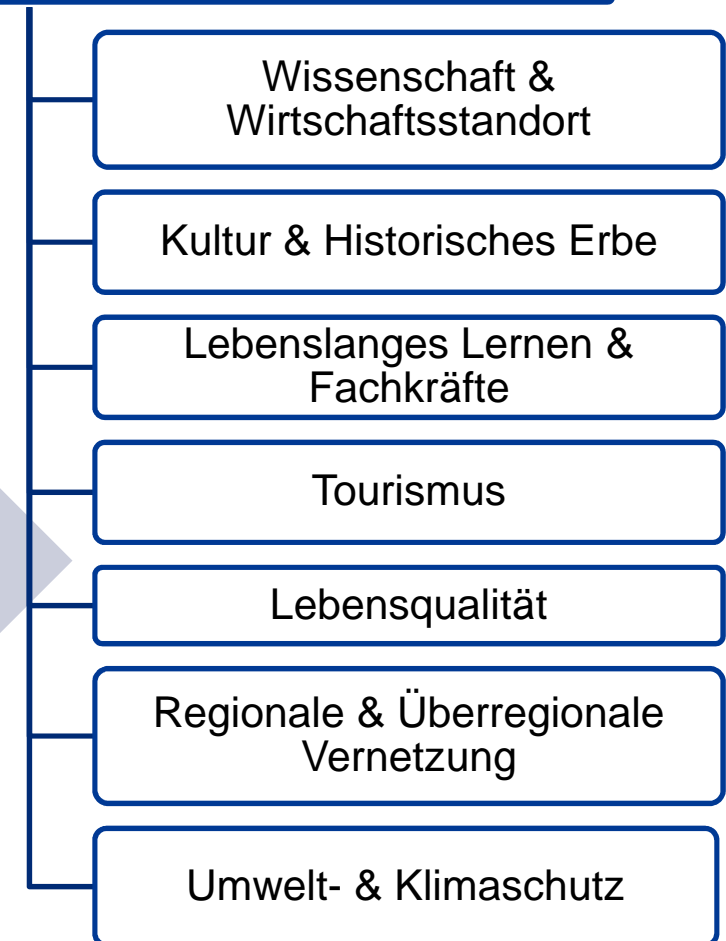 Wissenschaft &
Wirtschaftsstandort
Kultur & Historisches Erbe
Lebenslanges Lernen &
Fachkräfte
Tourismus
Lebensqualität
Regionale & Überregionale
Vernetzung
Umwelt- & Klimaschutz